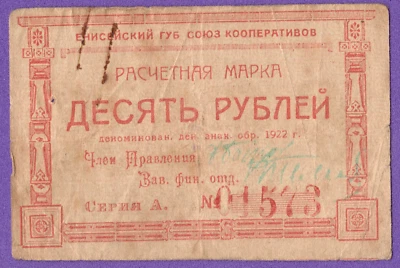 ЕНИСЕЙСКИЙ ГУБ. СОЮЗ КООПЕРАТИВОВ
РАСЧЕТНАЯ МАРКА
ДЕСЯТЬ РУБЛЕЙ
деноминован. ден. знак. обр. 1922 г.
Член Правления
Зав. фин. отд.
СЕРИЯ А. № 01573